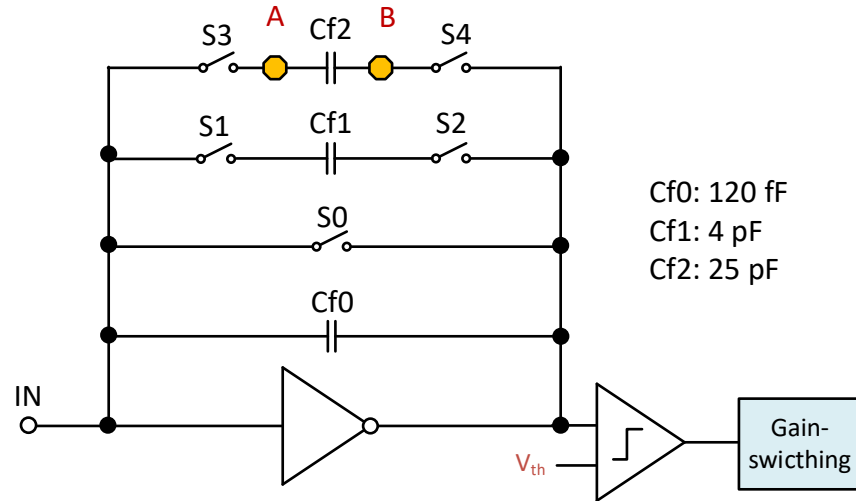 A
B
S3
Cf2
S4
S1
Cf1
S2
S0
Cf0
Cf0: 120 fF
Cf1: 4 pF
Cf2: 25 pF
IN
Vth
Gain-
swicthing